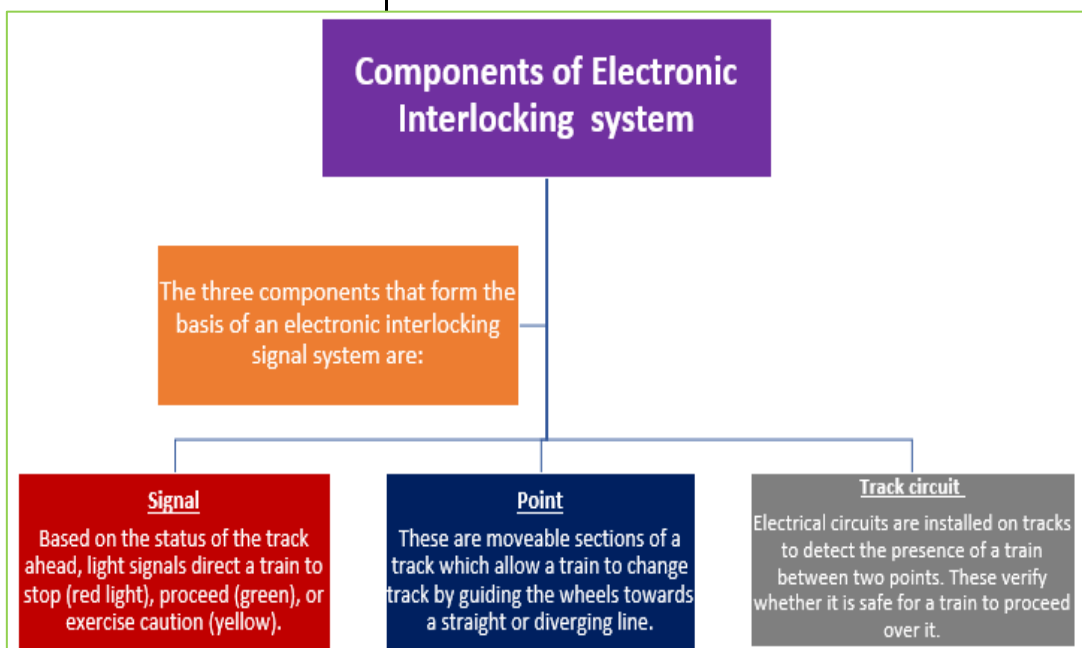 Components of Electronic
Interlocking system
The three components that form the
basis of an electronic interlocking
signal system are:
Signal
Based on the status of the track
ahead, light signals direct a train to
stop (red light), proceed (green), or
exercise caution (yellow).
Point
These are moveable sections of a
track which allow a train to change
track by guiding the wheels towards
a straight or diverging line.
Track circuit
Electrical circuits are installed on tracks
to detect the presence of a train
between two points. These verify
whether it is safe for a train to proceed
over it.